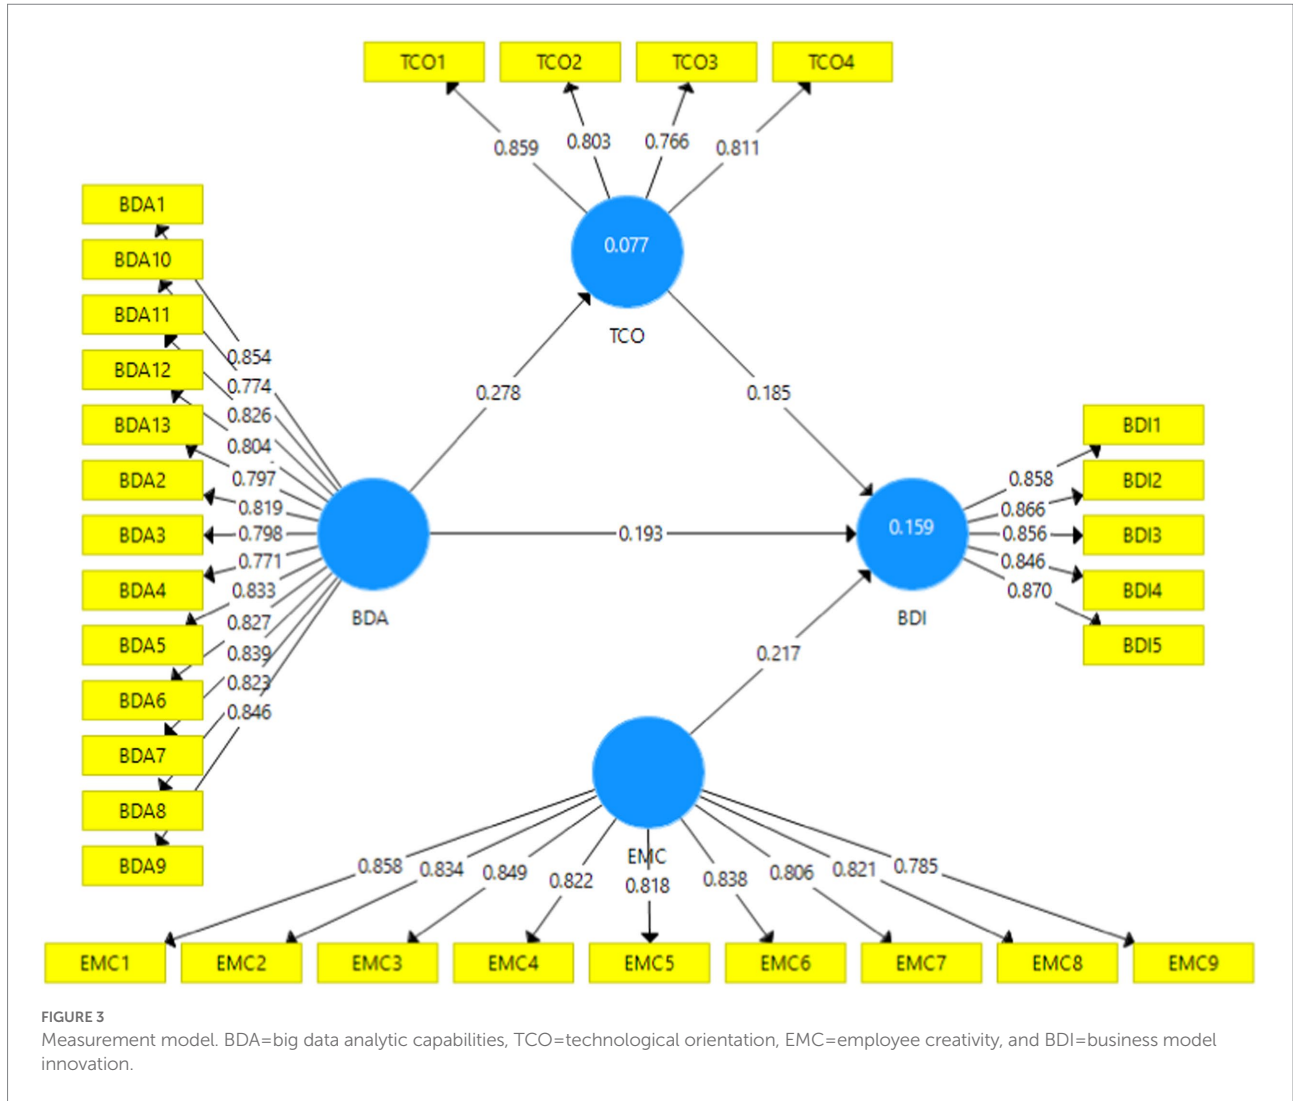 TCO1 TCO2 TCO3 TCO4
0.859 0.803 0.766 0.811
0.077
TCO
BDA1
BDA10
BDA11
BDA12
BDA13
BDA2
BDA3
BDA4
BDA5
BDA6
BDA7
BDA8
BDA9
0.854
0.774
0.826
0.804
0.797
0.819
0.798
0.771
0.833
0.827
0.839
0.823
0.846
BDA
0.278
0.185
0.193
0.217
0.159
BDI
0.858
0.866
0.856
0.846
0.870
BDI1
BDI2
BDI3
BDI4
BDI5
EMC
0.858 0.834 0.849 0.822 0.818 0.838 0.806 0.821 0.785
EMC1 EMC2 EMC3 EMC4 EMC5 EMC6 EMC7 EMC8 EMC9
FIGURE 3
Measurement model. BDA=big data analytic capabilities, TCO=technological orientation, EMC=employee creativity, and BDI=business model
innovation.